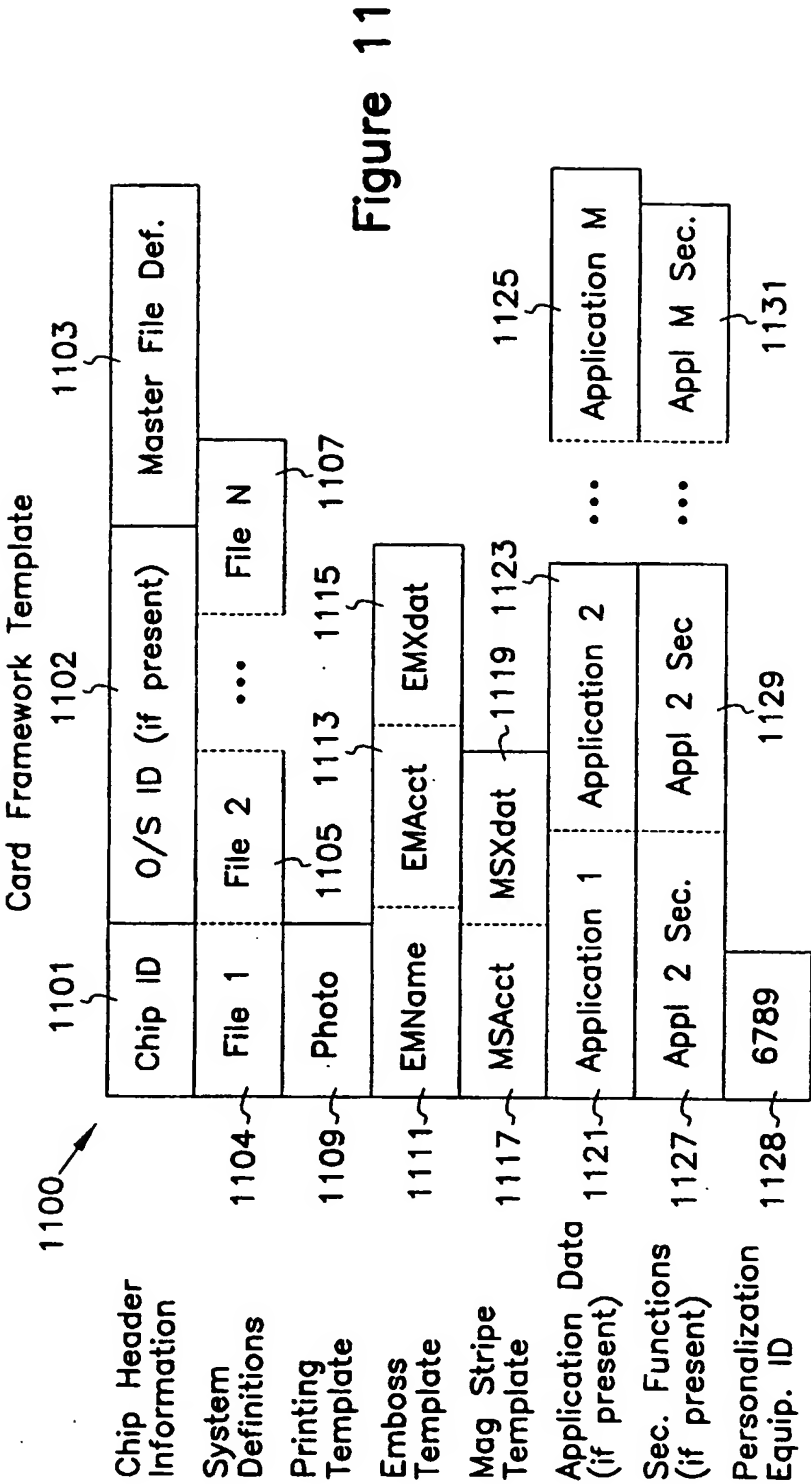 Card Framework Template
1100
1101
1102
1103
Chip Header
Information
Chip ID
O/S ID (if present)
Master File Def.
System
Definitions
1104
File 1
File 2
•••
File N
1105
1107
Printing
Template
1109
Photo
1113
1115
Emboss
Template
1111
EMName
EMAcct
EMXdat
Mag Stripe
Template
1117
MSAcct
MSXdat
1119
1123
1125
Application Data
(if present)
1121
Application 1
Application 2
•••
Application M
Sec. Functions
(if present)
1127
Appl 2 Sec.
Appl 2 Sec
•••
Appl M Sec.
1129
1131
Personalization
Equip. ID
1128
6789
Figure 11